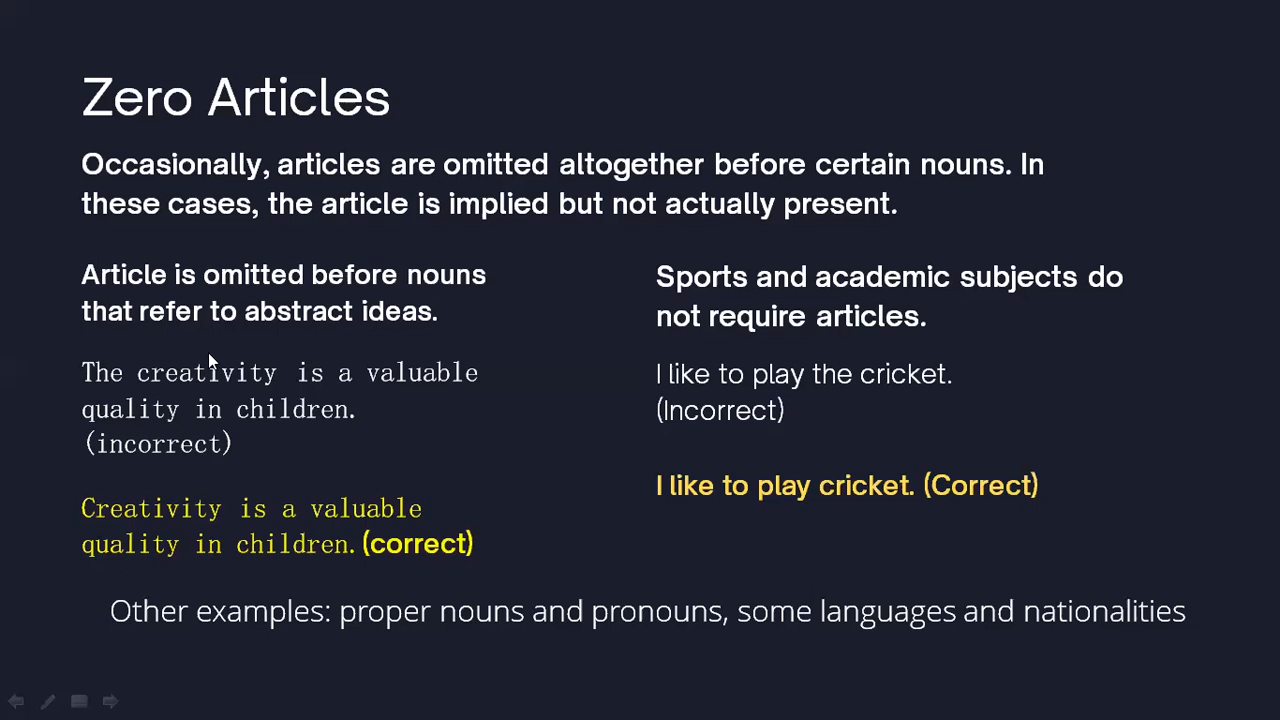 Zero Articles
Occasionally, articles are omitted altogether before certain nouns. In
these cases, the article is implied but not actually present.
Article is omitted before nouns
that refer to abstract ideas.
The creativity is a valuable
quality in children.
(incorrect)
Creativity is a valuable
quality in children. (correct)
Sports and academic subjects do
not require articles.
I like to play the cricket.
(Incorrect)
I like to play cricket. (Correct)
Other examples: proper nouns and pronouns, some languages and nationalities